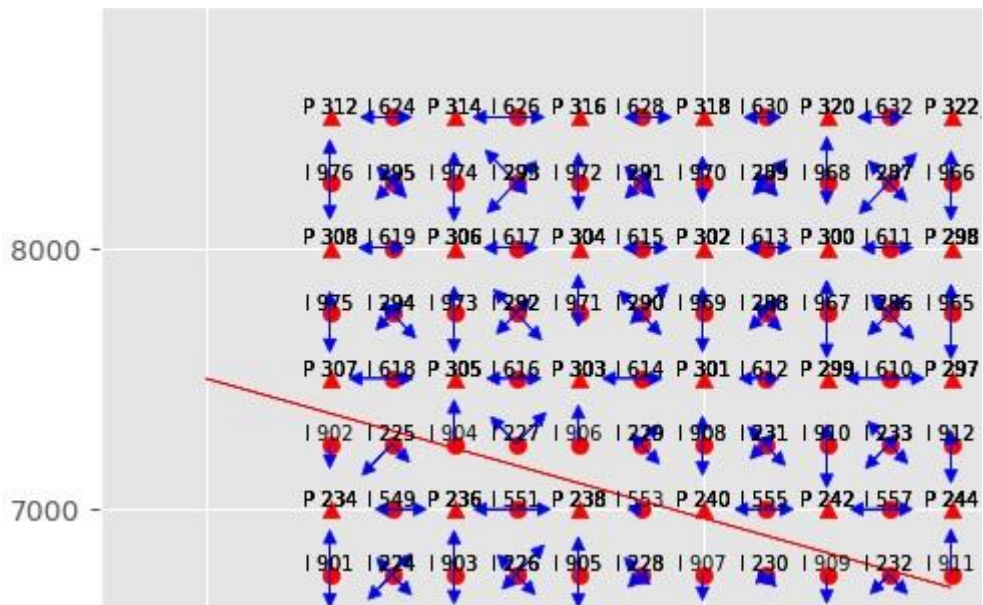 P 312 I 624 P 314 I 626 P 316 I 628 P 318 I 630 P 320 I 632 P 322
I 976 I 295 I 974 I 293 I 972 I 291 I 970 I 289 I 968 I 287 I 966
8000 P 308 I 619 P 306 I 617 P 304 I 615 P 302 I 613 P 300 I 611 P 298
I 975 I 294 I 973 I 292 I 971 I 290 I 969 I 288 I 967 I 286 I 965
P 307 I 618 P 305 I 616 P 303 I 614 P 301 I 612 P 299 I 610 P 297
I 902 I 225 I 904 I 227 I 906 I 229 I 908 I 231 I 910 I 233 I 912
7000 P 234 I 549 P 236 I 551 P 238 I 553 P 240 I 555 P 242 I 557 P 244
I 901 I 224 I 903 I 226 I 905 I 228 I 907 I 230 I 909 I 232 I 911